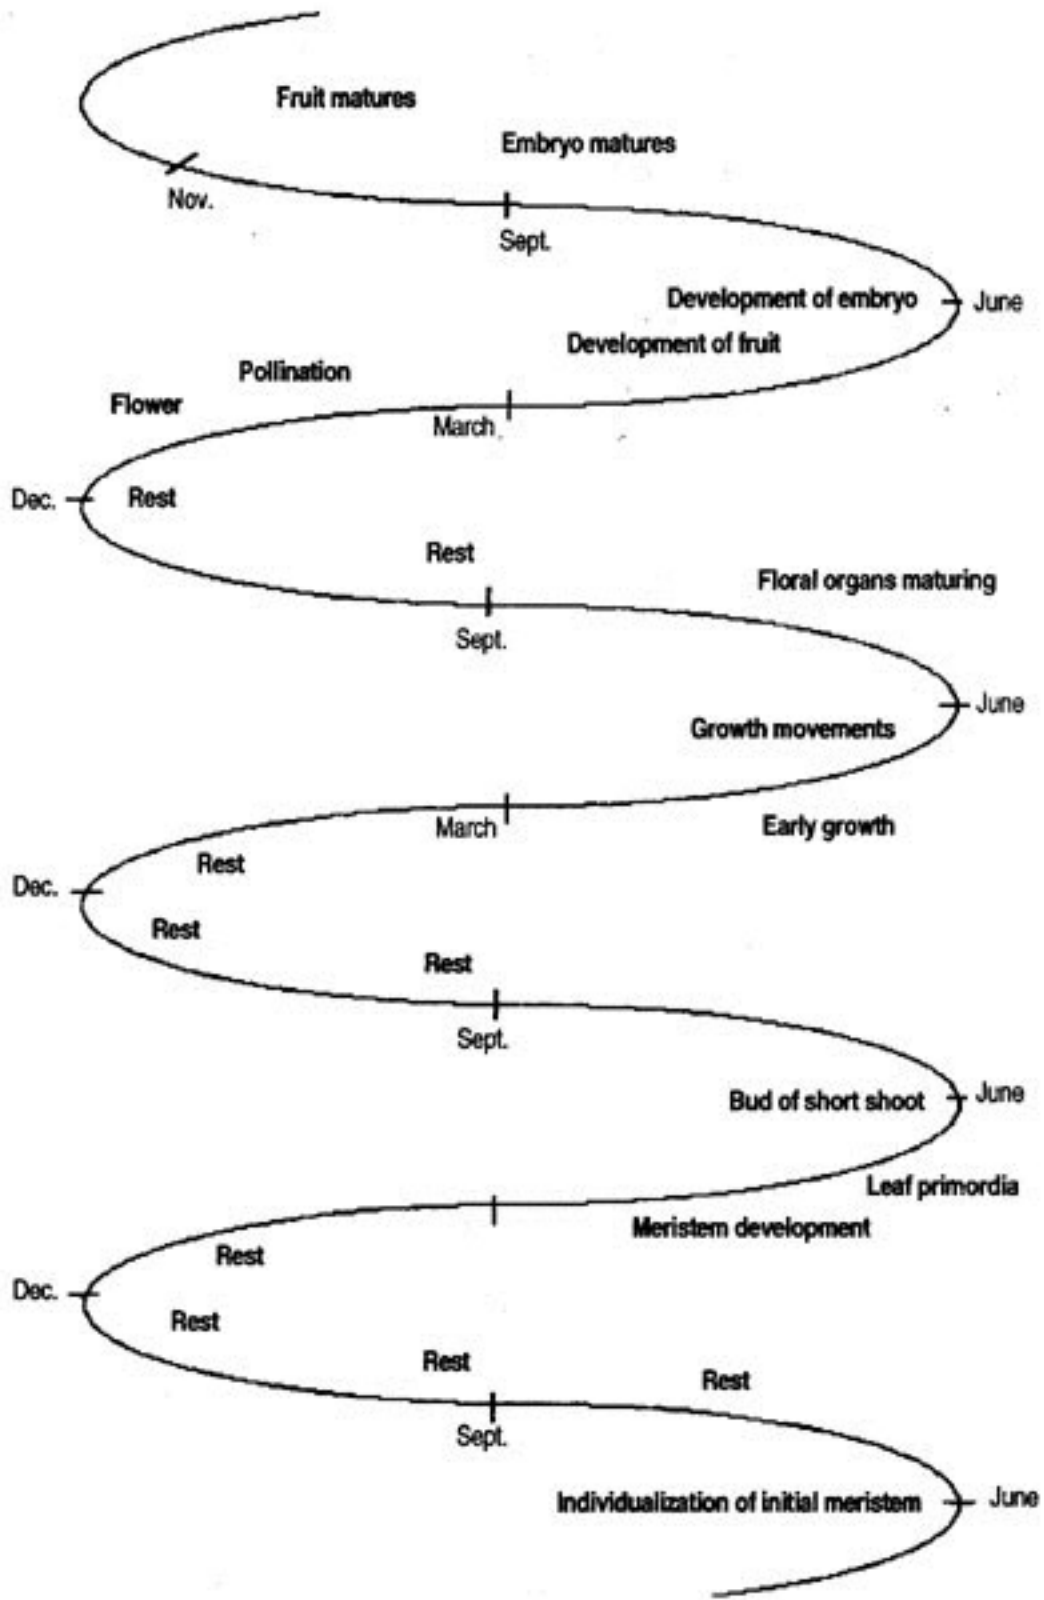 Fruit matures
Embryo matures
Nov.
Sept.
Development of embryo
June
Development of fruit
Pollination
Flower
March
Dec.
Rest
Rest
Floral organs maturing
Sept.
June
Growth movements
March
Early growth
Rest
Dec.
Rest
Rest
Sept.
Bud of short shoot
June
Leaf primordia
Meristem development
Rest
Dec.
Rest
Rest
Rest
Sept.
Individualization of initial meristem
June